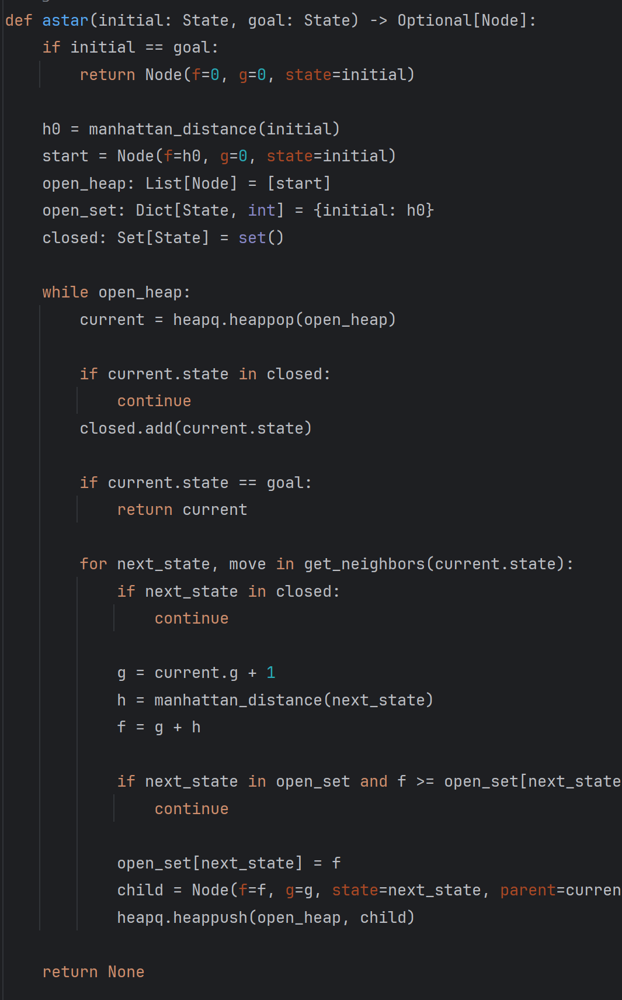 def astar(initial: State, goal: State) -> Optional[Node]:
    if initial == goal:
        return Node(f=0, g=0, state=initial)

    h0 = manhattan_distance(initial)
    start = Node(f=h0, g=0, state=initial)
    open_heap: List[Node] = [start]
    open_set: Dict[State, int] = {initial: h0}
    closed: Set[State] = set()

    while open_heap:
        current = heapq.heappop(open_heap)

        if current.state in closed:
            continue
        closed.add(current.state)

        if current.state == goal:
            return current

        for next_state, move in get_neighbors(current.state):
            if next_state in closed:
                continue

            g = current.g + 1
            h = manhattan_distance(next_state)
            f = g + h

            if next_state in open_set and f >= open_set[next_state
                continue

            open_set[next_state] = f
            child = Node(f=f, g=g, state=next_state, parent=curren
            heapq.heappush(open_heap, child)

    return None